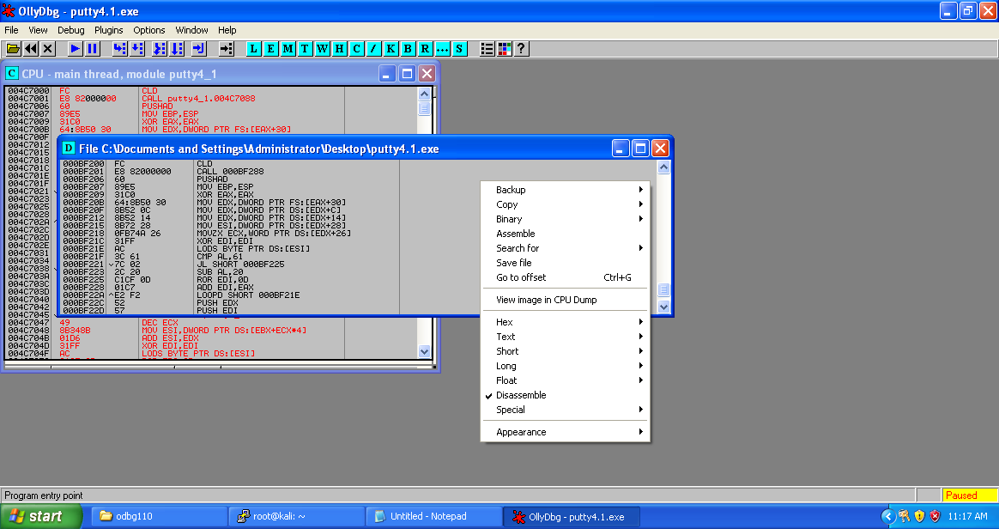 OllyDbg - putty4.1.exe
File View Debug Plugins Options Window Help
L E M T W H C / K B R ... S ?
C CPU - main thread, module putty4_1
004C7000 FC CLD
004C7001 E8 82000000 CALL putty4_1.004C7088
004C7006 60 PUSHAD
004C7007 89E5 MOV EBP,ESP
004C7009 31C0 XOR EAX,EAX
004C700B 64:8B50 30 MOV EDX,DWORD PTR FS:[EAX+30]
004C700F
004C7012
004C7015
004C7018
004C701B
004C701E
004C701F
004C7021
004C7023
004C7025
004C7028
004C702A
004C702C
004C702D
004C702E
004C7031
004C7034
004C7038
004C703A
004C703C
004C703F
004C7040
004C7042
004C7045
D File C:\Documents and Settings\Administrator\Desktop\putty4.1.exe
000BF200 FC CLD
000BF201 E8 82000000 CALL 000BF288
000BF206 60 PUSHAD
000BF207 89E5 MOV EBP,ESP
000BF209 31C0 XOR EAX,EAX
000BF20B 64:8B50 30 MOV EDX,DWORD PTR FS:[EAX+30]
000BF20F 8B52 0C MOV EDX,DWORD PTR DS:[EDX+C]
000BF212 8B52 14 MOV EDX,DWORD PTR DS:[EDX+14]
000BF215 8B72 28 MOV ESI,DWORD PTR DS:[EDX+28]
000BF218 0FB74A 26 MOVZX ECX,WORD PTR DS:[EDX+26]
000BF21C 31FF XOR EDI,EDI
000BF21E AC LODS BYTE PTR DS:[ESI]
000BF21F 3C 61 CMP AL,61
000BF221 7C 02 JL SHORT 000BF225
000BF223 2C 20 SUB AL,20
000BF225 C1CF 0D ROR EDI,0D
000BF228 01C7 ADD EDI,EAX
000BF22A ^E2 F2 LOOPD SHORT 000BF21E
000BF22C 52 PUSH EDX
000BF22D 57 PUSH EDI
004C7047 49 DEC ECX
004C7048 8B348B MOV ESI,DWORD PTR DS:[EBX+ECX*4]
004C704B 01D6 ADD ESI,EDX
004C704D 31FF XOR EDI,EDI
004C704F AC LODS BYTE PTR DS:[ESI]
Backup
Copy
Binary
Assemble
Search for
Save file
Go to offset Ctrl+G
View image in CPU Dump
Hex
Text
Short
Long
Float
Disassemble
Special
Appearance
Program entry point Paused
start odbg110 root@kali: ~ Untitled - Notepad OllyDbg - putty4.1.exe 11:17 AM